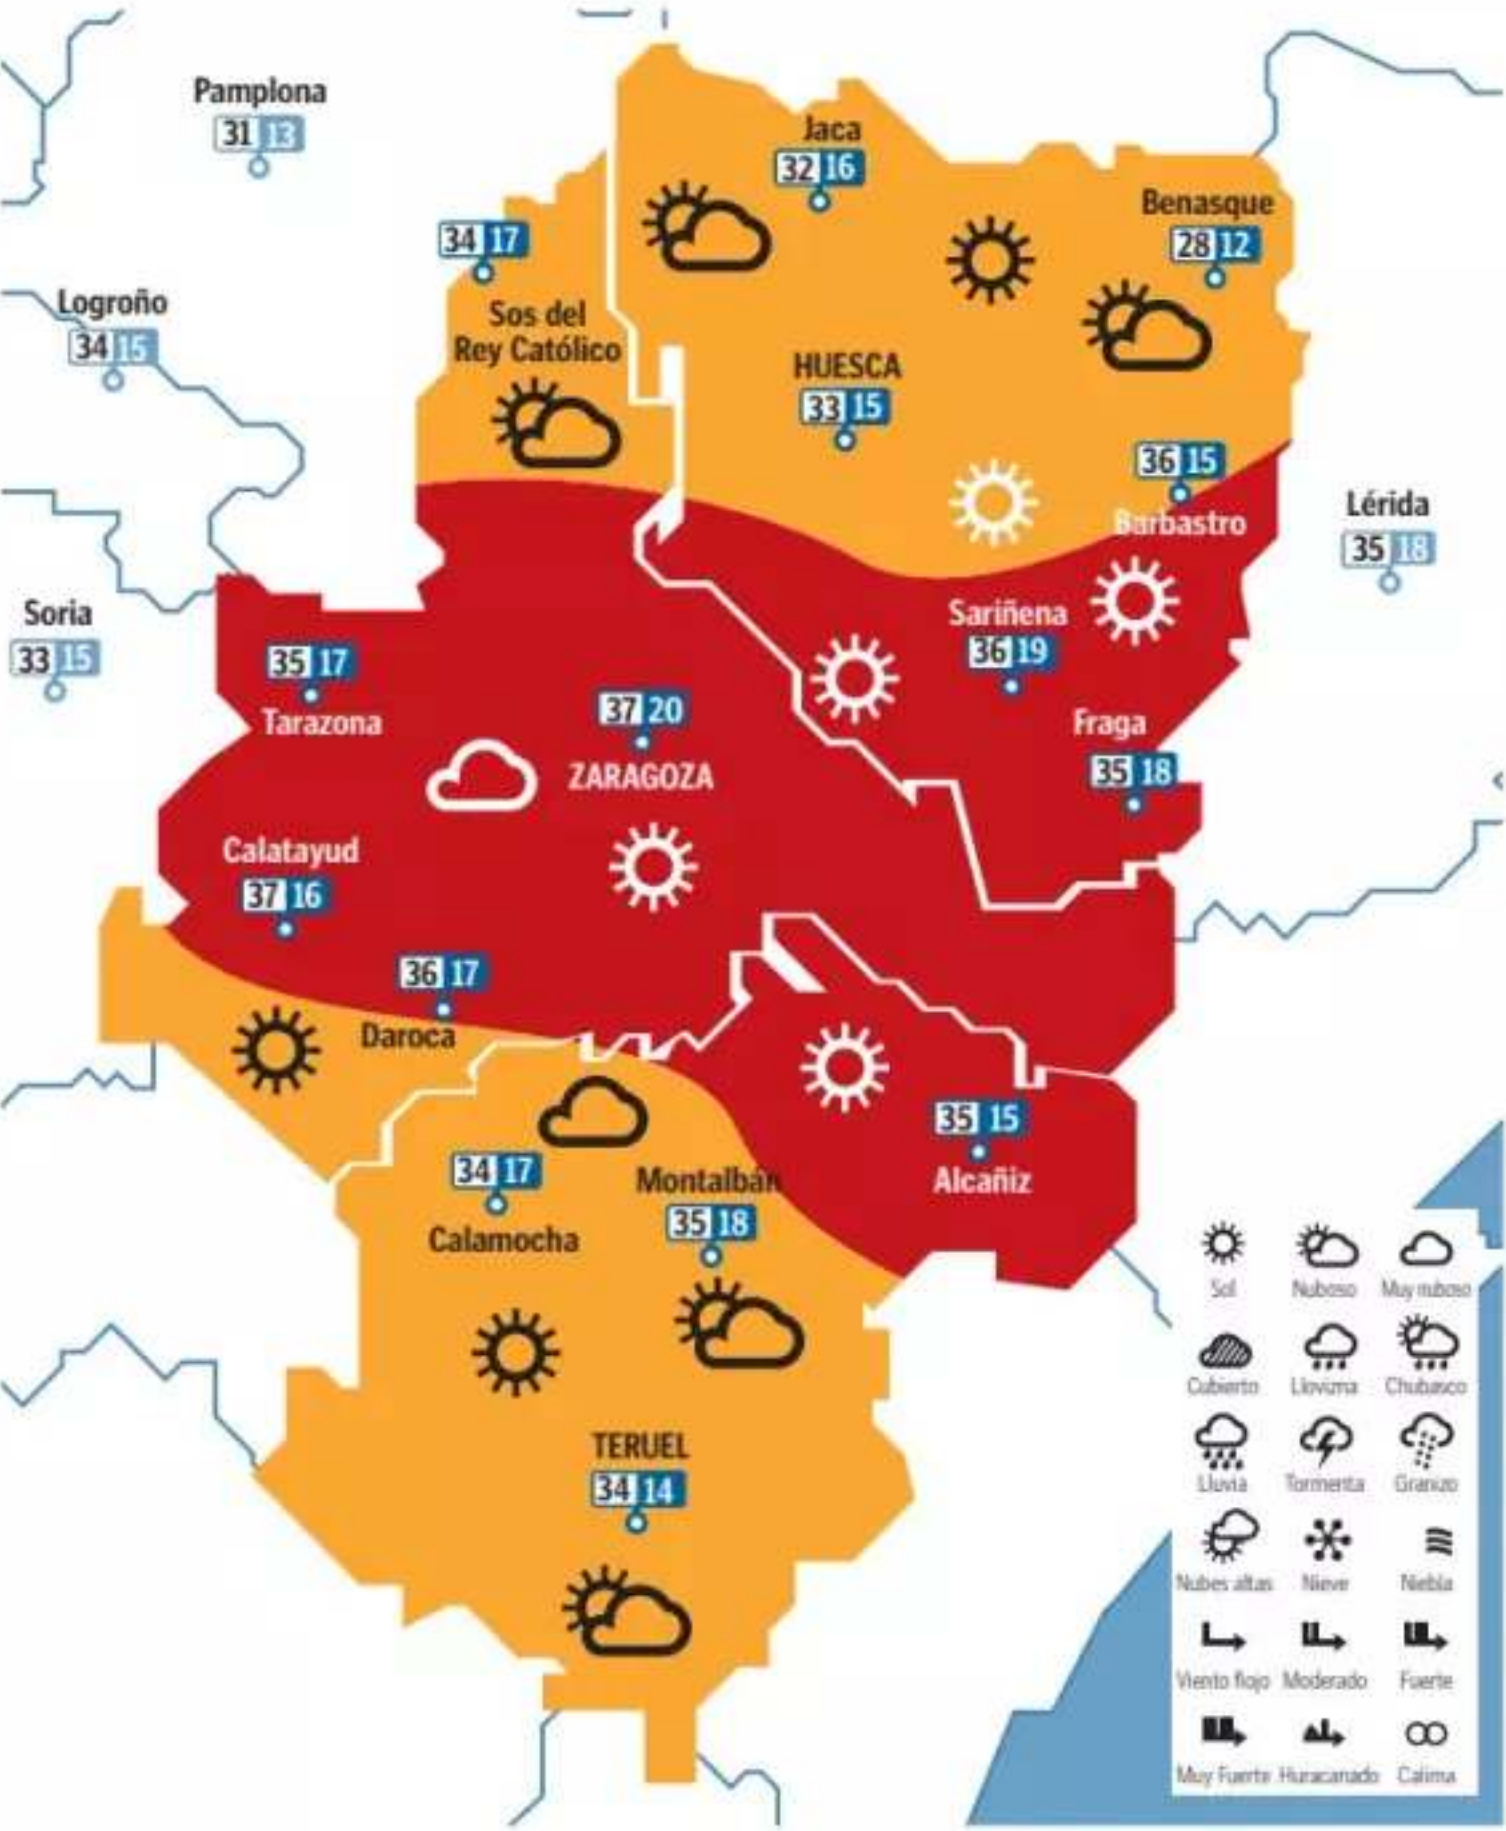 Pamplona
31 13
Jaca
32 16
Benasque
28 12
34 17
Sos del
Rey Católico
Logroño
34 15
HUESCA
33 15
36 15
Barbastro
Lérida
35 18
Soria
33 15
35 17
Tarazona
37 20
ZARAGOZA
Sariñena
36 19
Fraga
35 18
Calatayud
37 16
36 17
Daroca
35 15
Alcañiz
34 17
Calamocha
Montalbán
35 18
TERUEL
34 14
Sol Nuboso Muy nuboso
Cubierto Llovizna Chubasco
Lluvia Tormenta Granizo
Nubes altas Nieve Niebla
Viento flojo Moderado Fuerte
Muy Fuerte Huracanado Calima